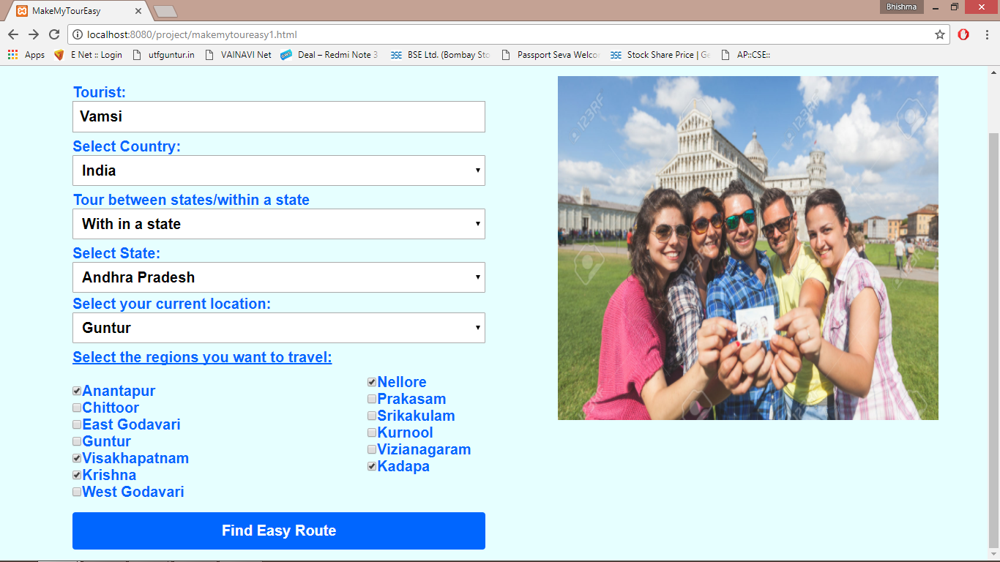 MakeMyTourEasy
Bhishma
localhost:8080/project/makemytoureasy1.html
Apps E Net :: Login utfguntur.in VAINAVI Net Deal – Redmi Note 3 BSE Ltd. (Bombay Sto Passport Seva Welcor Stock Share Price | Ge AP::CSE::
Tourist:
Vamsi
Select Country:
India
Tour between states/within a state
With in a state
Select State:
Andhra Pradesh
Select your current location:
Guntur
Select the regions you want to travel:
Anantapur
Chittoor
East Godavari
Guntur
Visakhapatnam
Krishna
West Godavari
Nellore
Prakasam
Srikakulam
Kurnool
Vizianagaram
Kadapa
Find Easy Route
123RF
123RF